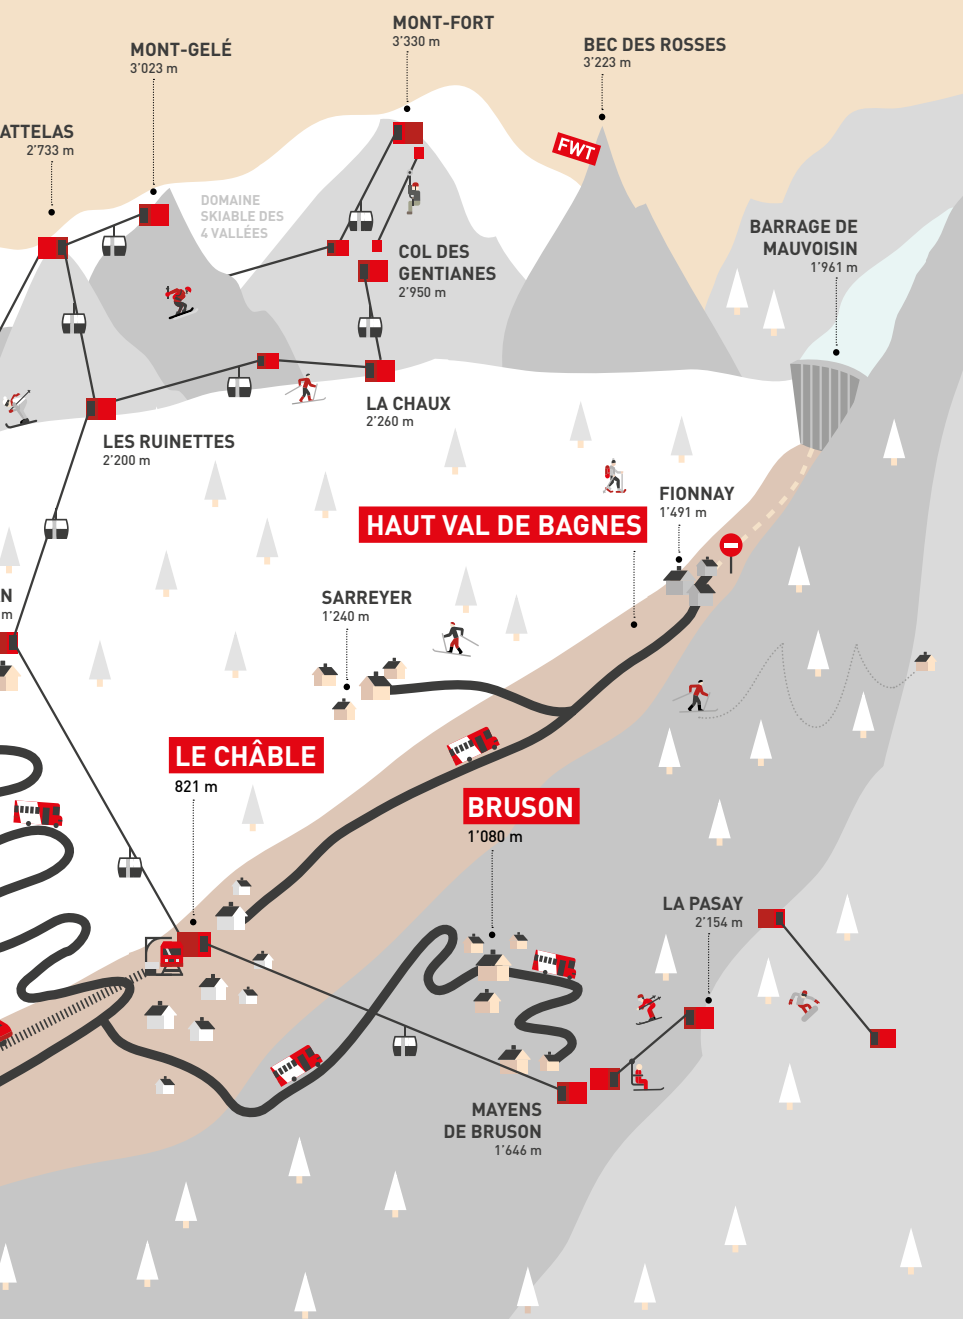 MONT-FORT
3'330 m
MONT-GELÉ
3'023 m
BEC DES ROSSES
3'223 m
ATTELAS
2'733 m
FWT
DOMAINE
SKIABLE DES
4 VALLÉES
BARRAGE DE
MAUVOISIN
1'961 m
COL DES
GENTIANES
2'950 m
LA CHAUX
2'260 m
LES RUINETTES
2'200 m
FIONNAY
1'491 m
HAUT VAL DE BAGNES
N
m
SARREYER
1'240 m
LE CHÂBLE
821 m
BRUSON
1'080 m
LA PASAY
2'154 m
MAYENS
DE BRUSON
1'646 m